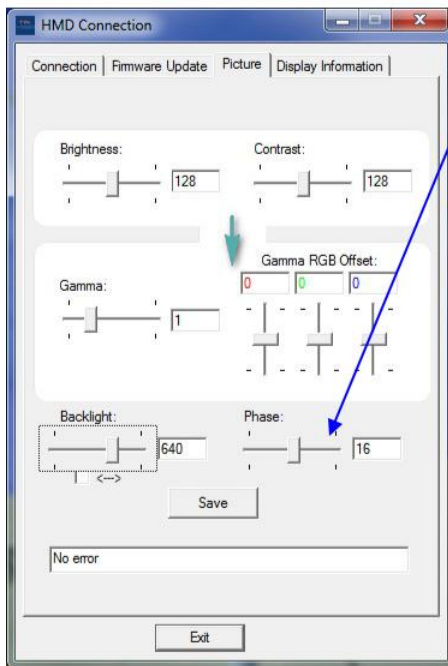 HMD Connection
Connection Firmware Update Picture Display Information
Brightness: Contrast:
128 128
Gamma RGB Offset:
0 0 0
Gamma:
1
Backlight: Phase:
640 16
<--->
Save
No error
Exit